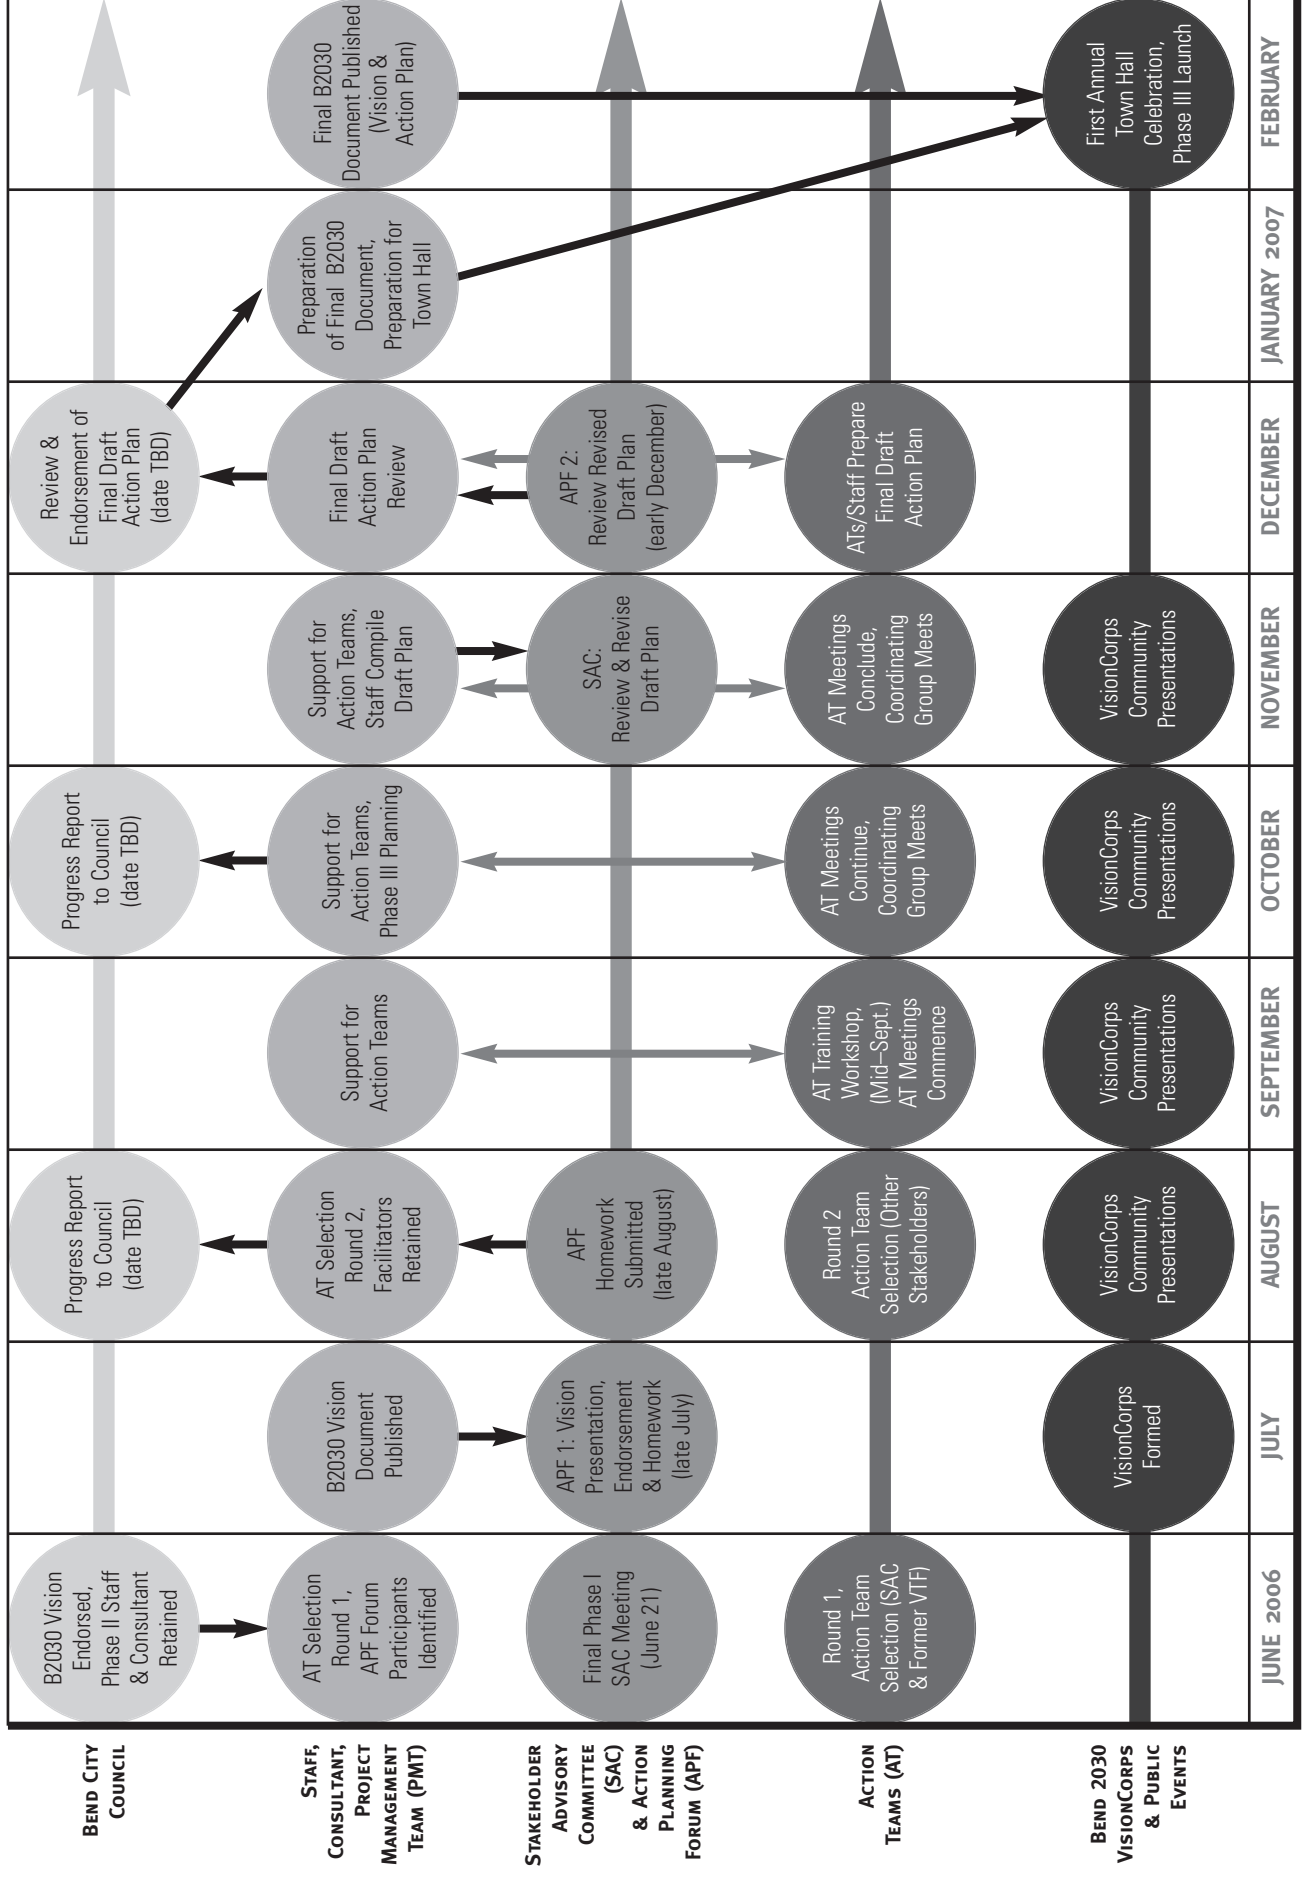 BEND CITY
COUNCIL
B2030 Vision
Endorsed,
Phase II Staff
& Consultant
Retained
Progress Report
to Council
(date TBD)
Progress Report
to Council
(date TBD)
Review &
Endorsement of
Final Draft
Action Plan
(date TBD)
STAFF,
CONSULTANT,
PROJECT
MANAGEMENT
TEAM (PMT)
AT Selection
Round 1,
APF Forum
Participants
Identified
B2030 Vision
Document
Published
AT Selection
Round 2,
Facilitators
Retained
Support for
Action Teams
Support for
Action Teams,
Phase III Planning
Support for
Action Teams,
Staff Compile
Draft Plan
Final Draft
Action Plan
Review
Preparation
of Final B2030
Document,
Preparation for
Town Hall
Final B2030
Document Published
(Vision &
Action Plan)
STAKEHOLDER
ADVISORY
COMMITTEE
(SAC)
& ACTION
PLANNING
FORUM (APF)
Final Phase I
SAC Meeting
(June 21)
APF 1: Vision
Presentation,
Endorsement
& Homework
(late July)
APF
Homework
Submitted
(late August)
SAC:
Review & Revise
Draft Plan
APF 2:
Review Revised
Draft Plan
(early December)
ACTION
TEAMS (AT)
Round 1,
Action Team
Selection (SAC
& Former VTF)
Round 2
Action Team
Selection (Other
Stakeholders)
AT Training
Workshop,
(Mid–Sept.)
AT Meetings
Commence
AT Meetings
Continue,
Coordinating
Group Meets
AT Meetings
Conclude,
Coordinating
Group Meets
ATs/Staff Prepare
Final Draft
Action Plan
BEND 2030
VISIONCORPS
& PUBLIC
EVENTS
VisionCorps
Formed
VisionCorps
Community
Presentations
VisionCorps
Community
Presentations
VisionCorps
Community
Presentations
VisionCorps
Community
Presentations
First Annual
Town Hall
Celebration,
Phase III Launch
JUNE 2006
JULY
AUGUST
SEPTEMBER
OCTOBER
NOVEMBER
DECEMBER
JANUARY 2007
FEBRUARY